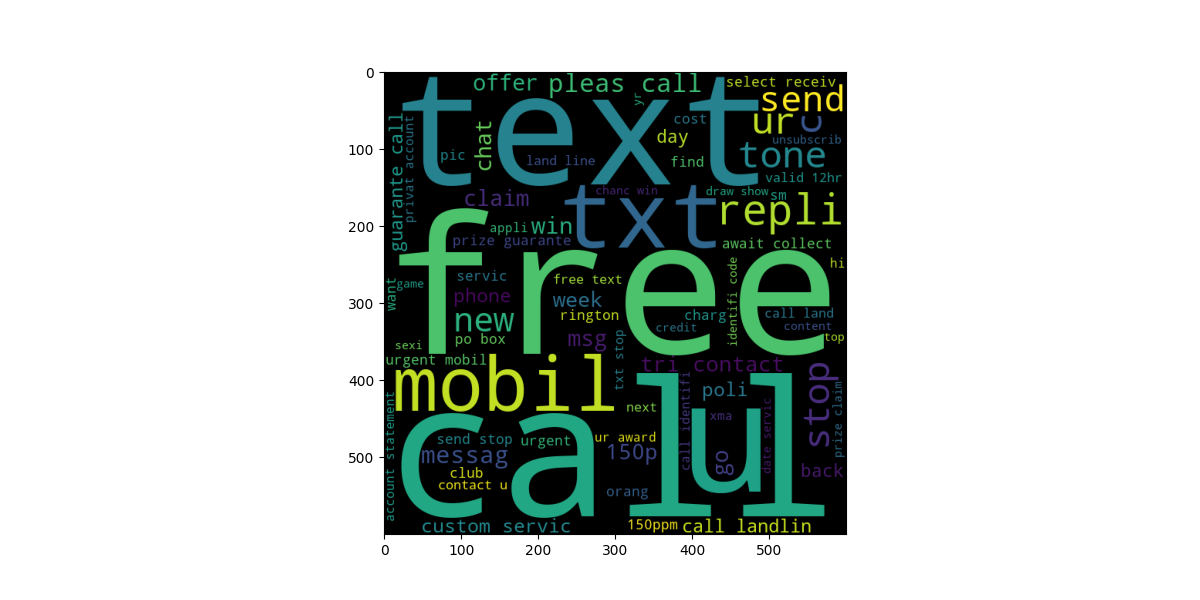 0
100
200
300
400
500
0
100
200
300
400
500
offer
pleas call
select receiv
send
text
yr
cost
ur
c
unsubscrib
chat
day
pic
land line
find
tone
valid 12hr
guarante call
privat account
claim
chanc win
draw show
sm
txt
repli
appli
win
prize guarante
await collect
free
hi
want
game
servic
free text
identifi code
phone
week
new
rington
charg
call land
credit
content
po box
msg
top
sexi
txt stop
urgent mobil
tri contact
mobil
call
stop
poli
u
next
call identifi
xma
date servic
prize claim
account statement
send stop
urgent
ur award
messag
150p
go
back
club
contact u
orang
custom servic
150ppm
call landlin